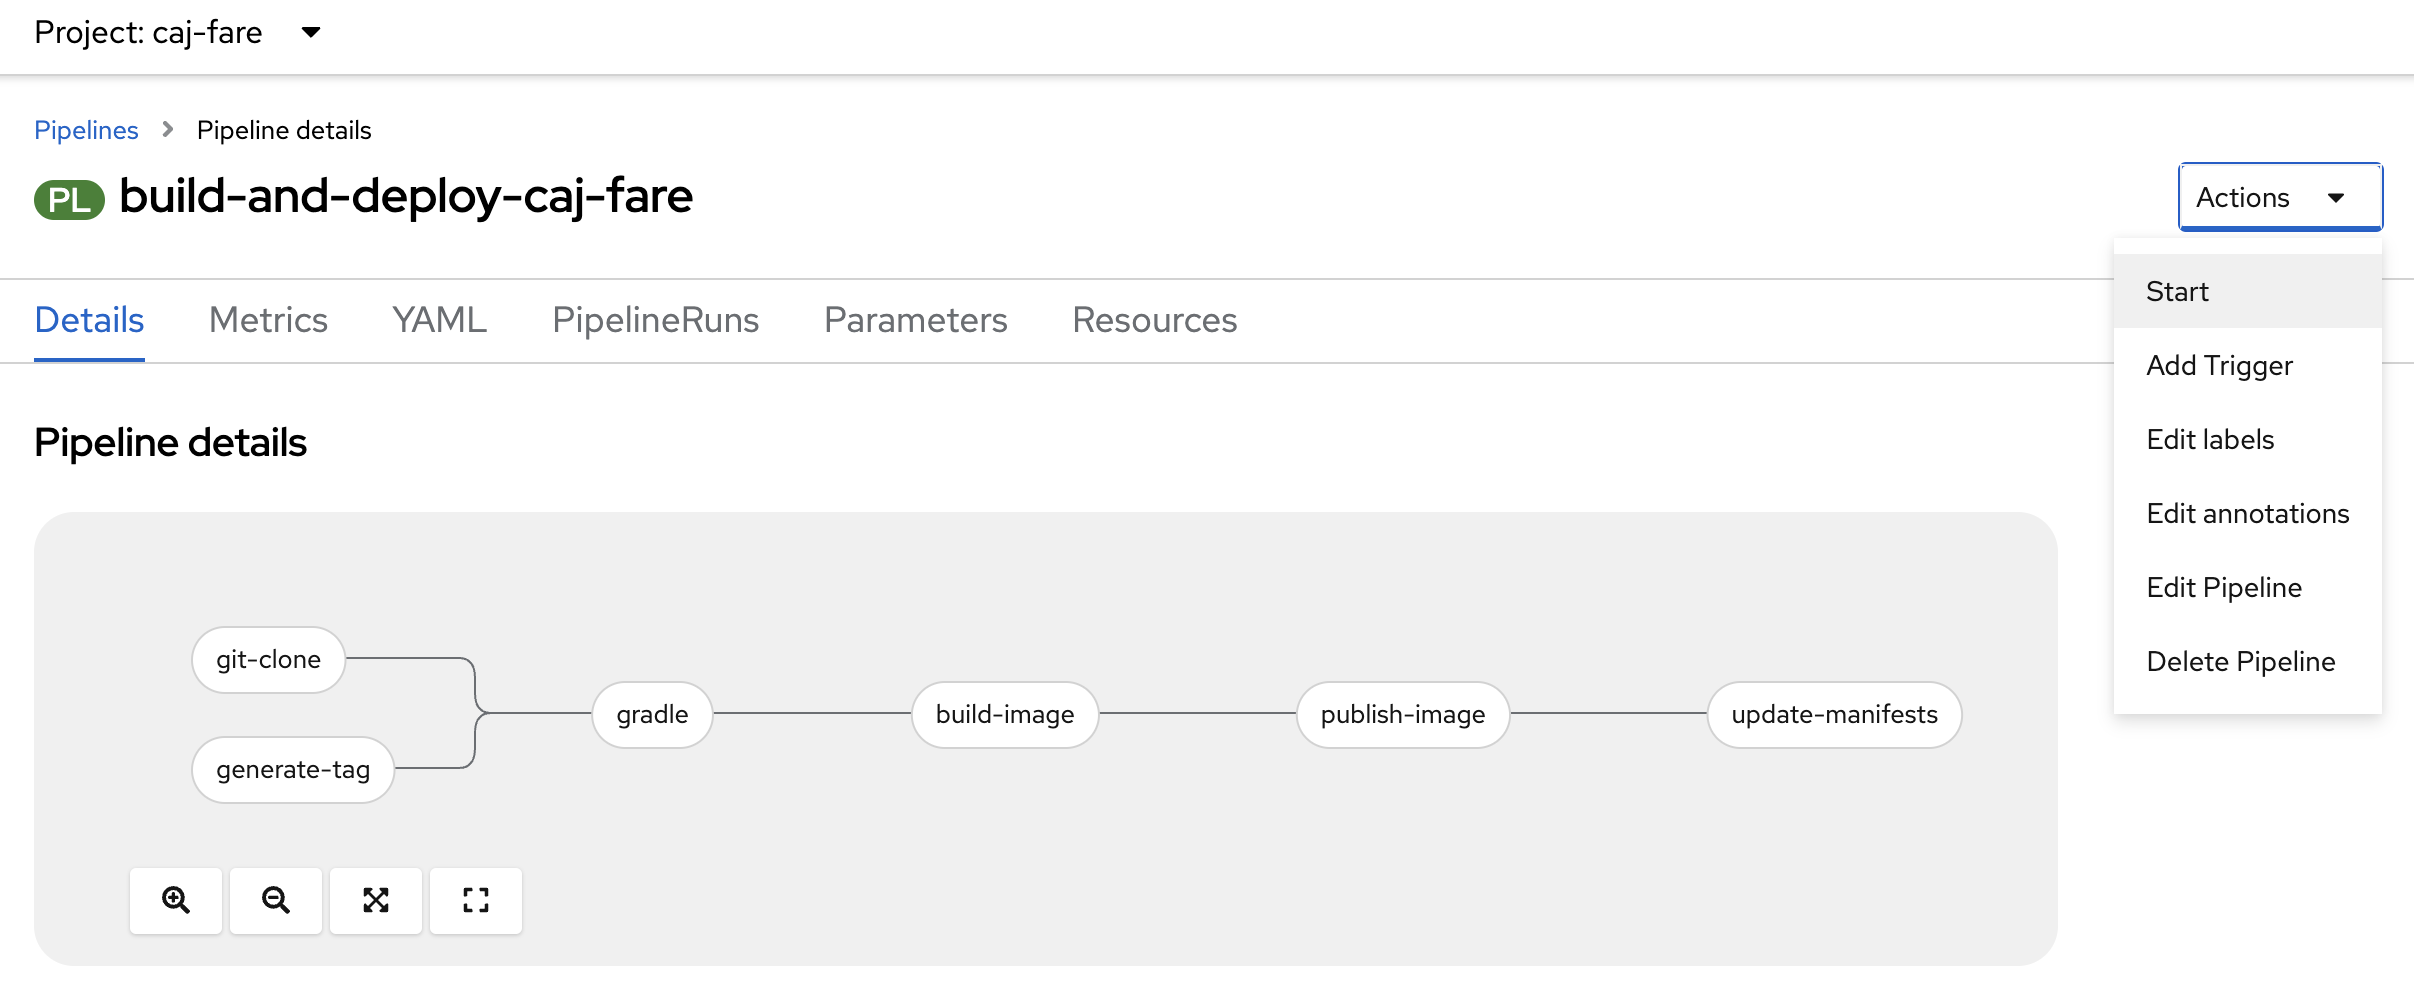 Project: caj-fare
Pipelines > Pipeline details
PL build-and-deploy-caj-fare
Actions
Start
Add Trigger
Edit labels
Edit annotations
Edit Pipeline
Delete Pipeline
Details Metrics YAML PipelineRuns Parameters Resources
Pipeline details
git-clone
generate-tag
gradle
build-image
publish-image
update-manifests